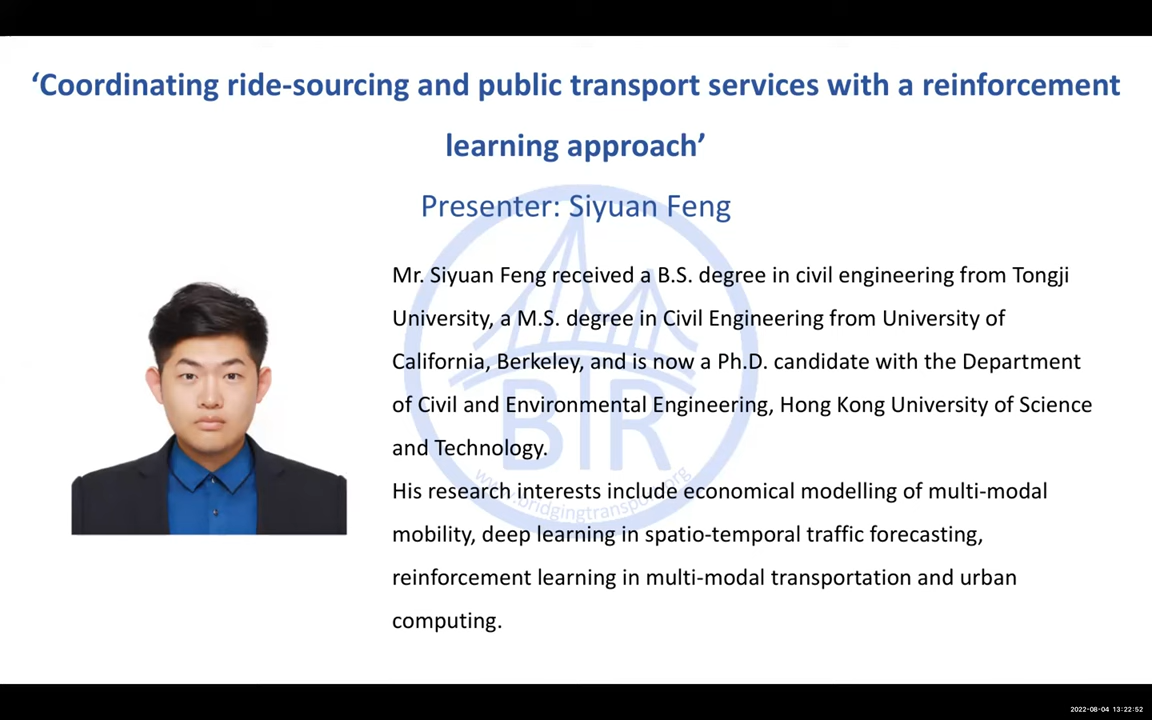 ‘Coordinating ride-sourcing and public transport services with a reinforcement
learning approach’
Presenter: Siyuan Feng
Mr. Siyuan Feng received a B.S. degree in civil engineering from Tongji
University, a M.S. degree in Civil Engineering from University of
California, Berkeley, and is now a Ph.D. candidate with the Department
of Civil and Environmental Engineering, Hong Kong University of Science
and Technology.
His research interests include economical modelling of multi-modal
mobility, deep learning in spatio-temporal traffic forecasting,
reinforcement learning in multi-modal transportation and urban
computing.
BTR
www.bridgingtransport.org
2022-08-04 13:22:52